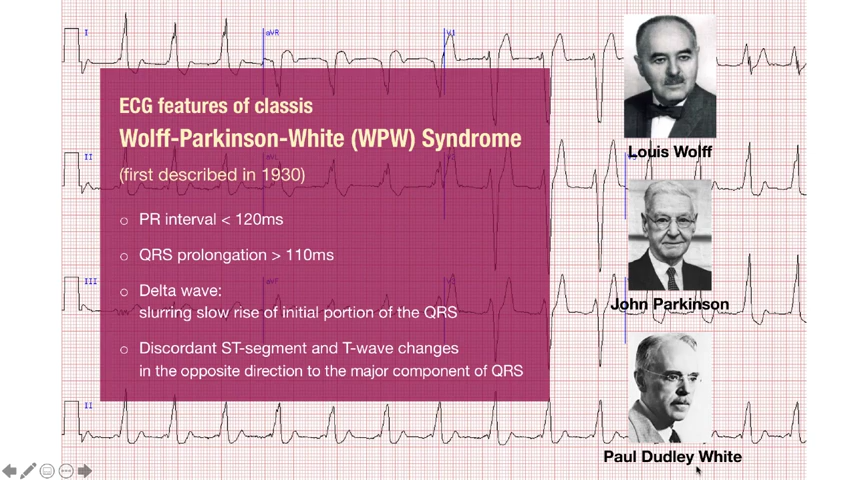 I
aVR
V1
ECG features of classis
Wolff-Parkinson-White (WPW) Syndrome
(first described in 1930)
II
PR interval < 120ms
QRS prolongation > 110ms
Delta wave:
III
slurring slow rise of initial portion of the QRS
Discordant ST-segment and T-wave changes
in the opposite direction to the major component of QRS
II
Louis Wolff
John Parkinson
Paul Dudley White